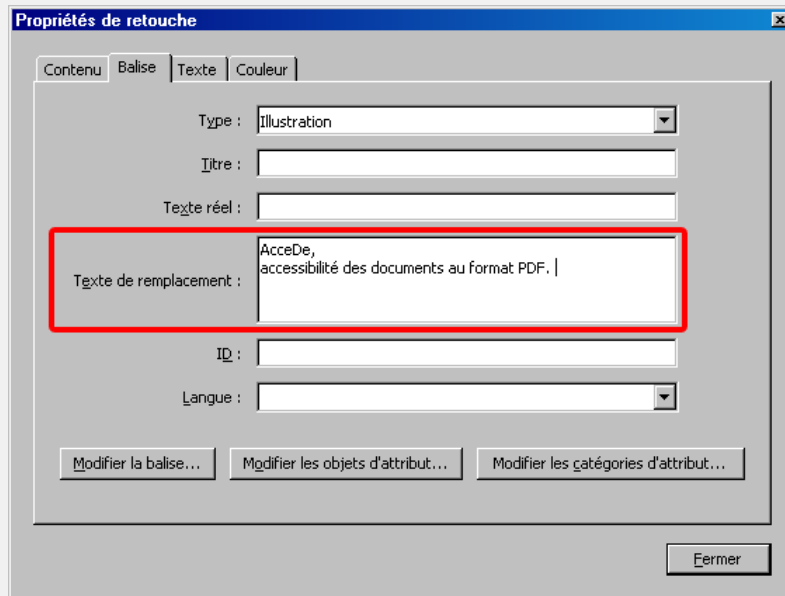 Propriétés de retouche
Contenu Balise Texte Couleur
Type : Illustration
Titre :
Texte réel :
Texte de remplacement :
AcceDe,
accessibilité des documents au format PDF.
ID :
Langue :
Modifier la balise... Modifier les objets d'attribut... Modifier les catégories d'attribut...
Fermer